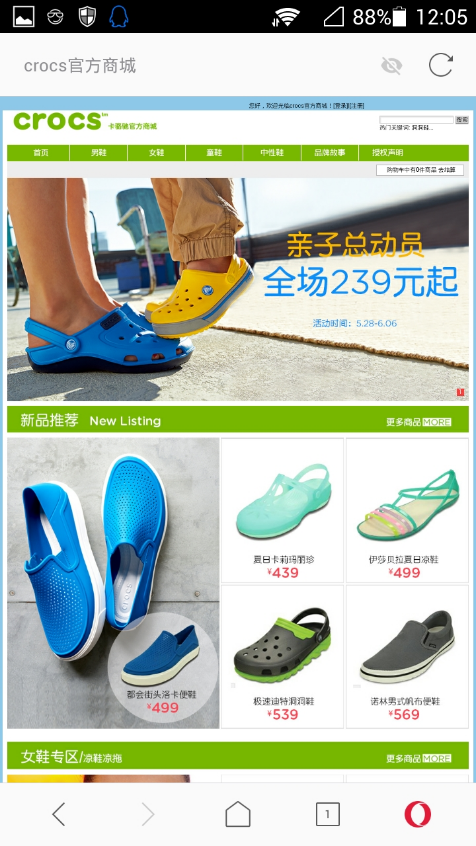 88% 12:05
crocs官方商城
您好，欢迎光临crocs官方商城！[登录][注册]
crocs™ 卡骆驰官方商城
搜索
热门关键词: 洞洞鞋...
首页 男鞋 女鞋 童鞋 中性鞋 品牌故事 授权声明
购物车中有0件商品 去结算
亲子总动员
全场239元起
活动时间：5.28-6.06
1
新品推荐 New Listing 更多商品 MORE
夏日卡莉玛丽珍
¥439
伊莎贝拉夏日凉鞋
¥499
都会街头洛卡便鞋
¥499
极速迪特洞洞鞋
¥539
诺林男式帆布便鞋
¥569
女鞋专区/凉鞋凉拖 更多商品 MORE
1